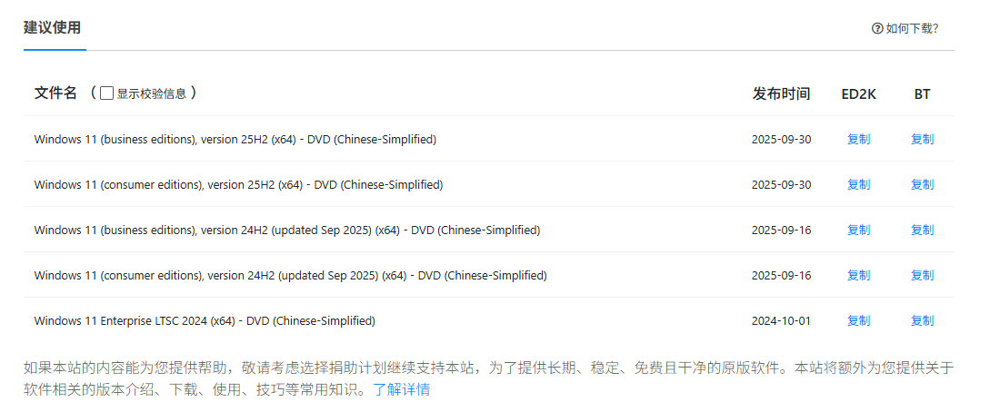 建议使用 如何下载？
文件名 （ 显示校验信息 ） 发布时间 ED2K BT
Windows 11 (business editions), version 25H2 (x64) - DVD (Chinese-Simplified) 2025-09-30 复制 复制
Windows 11 (consumer editions), version 25H2 (x64) - DVD (Chinese-Simplified) 2025-09-30 复制 复制
Windows 11 (business editions), version 24H2 (updated Sep 2025) (x64) - DVD (Chinese-Simplified) 2025-09-16 复制 复制
Windows 11 (consumer editions), version 24H2 (updated Sep 2025) (x64) - DVD (Chinese-Simplified) 2025-09-16 复制 复制
Windows 11 Enterprise LTSC 2024 (x64) - DVD (Chinese-Simplified) 2024-10-01 复制 复制
如果本站的内容能为您提供帮助，敬请考虑选择捐助计划继续支持本站，为了提供长期、稳定、免费且干净的原版软件。本站将额外为您提供关于
软件相关的版本介绍、下载、使用、技巧等常用知识。了解详情